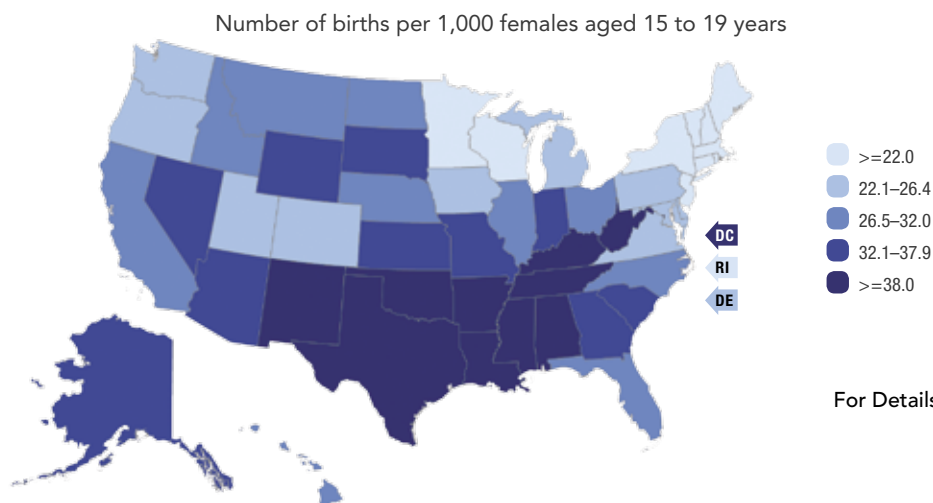 Number of births per 1,000 females aged 15 to 19 years
>=22.0
22.1–26.4
DC
26.5–32.0
RI
32.1–37.9
DE
>=38.0
For Details